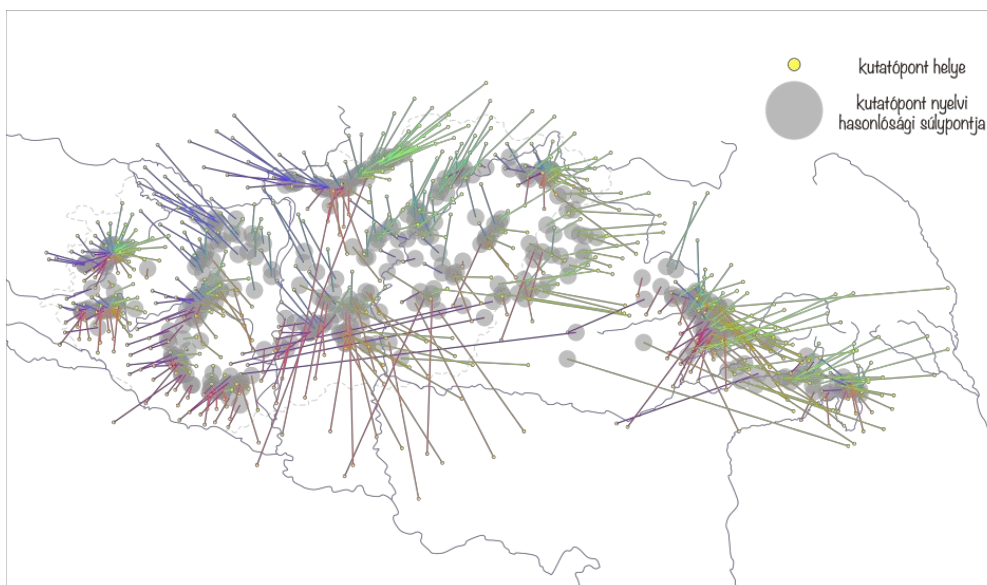 kutatópont helye
kutatópont nyelvi
hasonlósági súlypontja